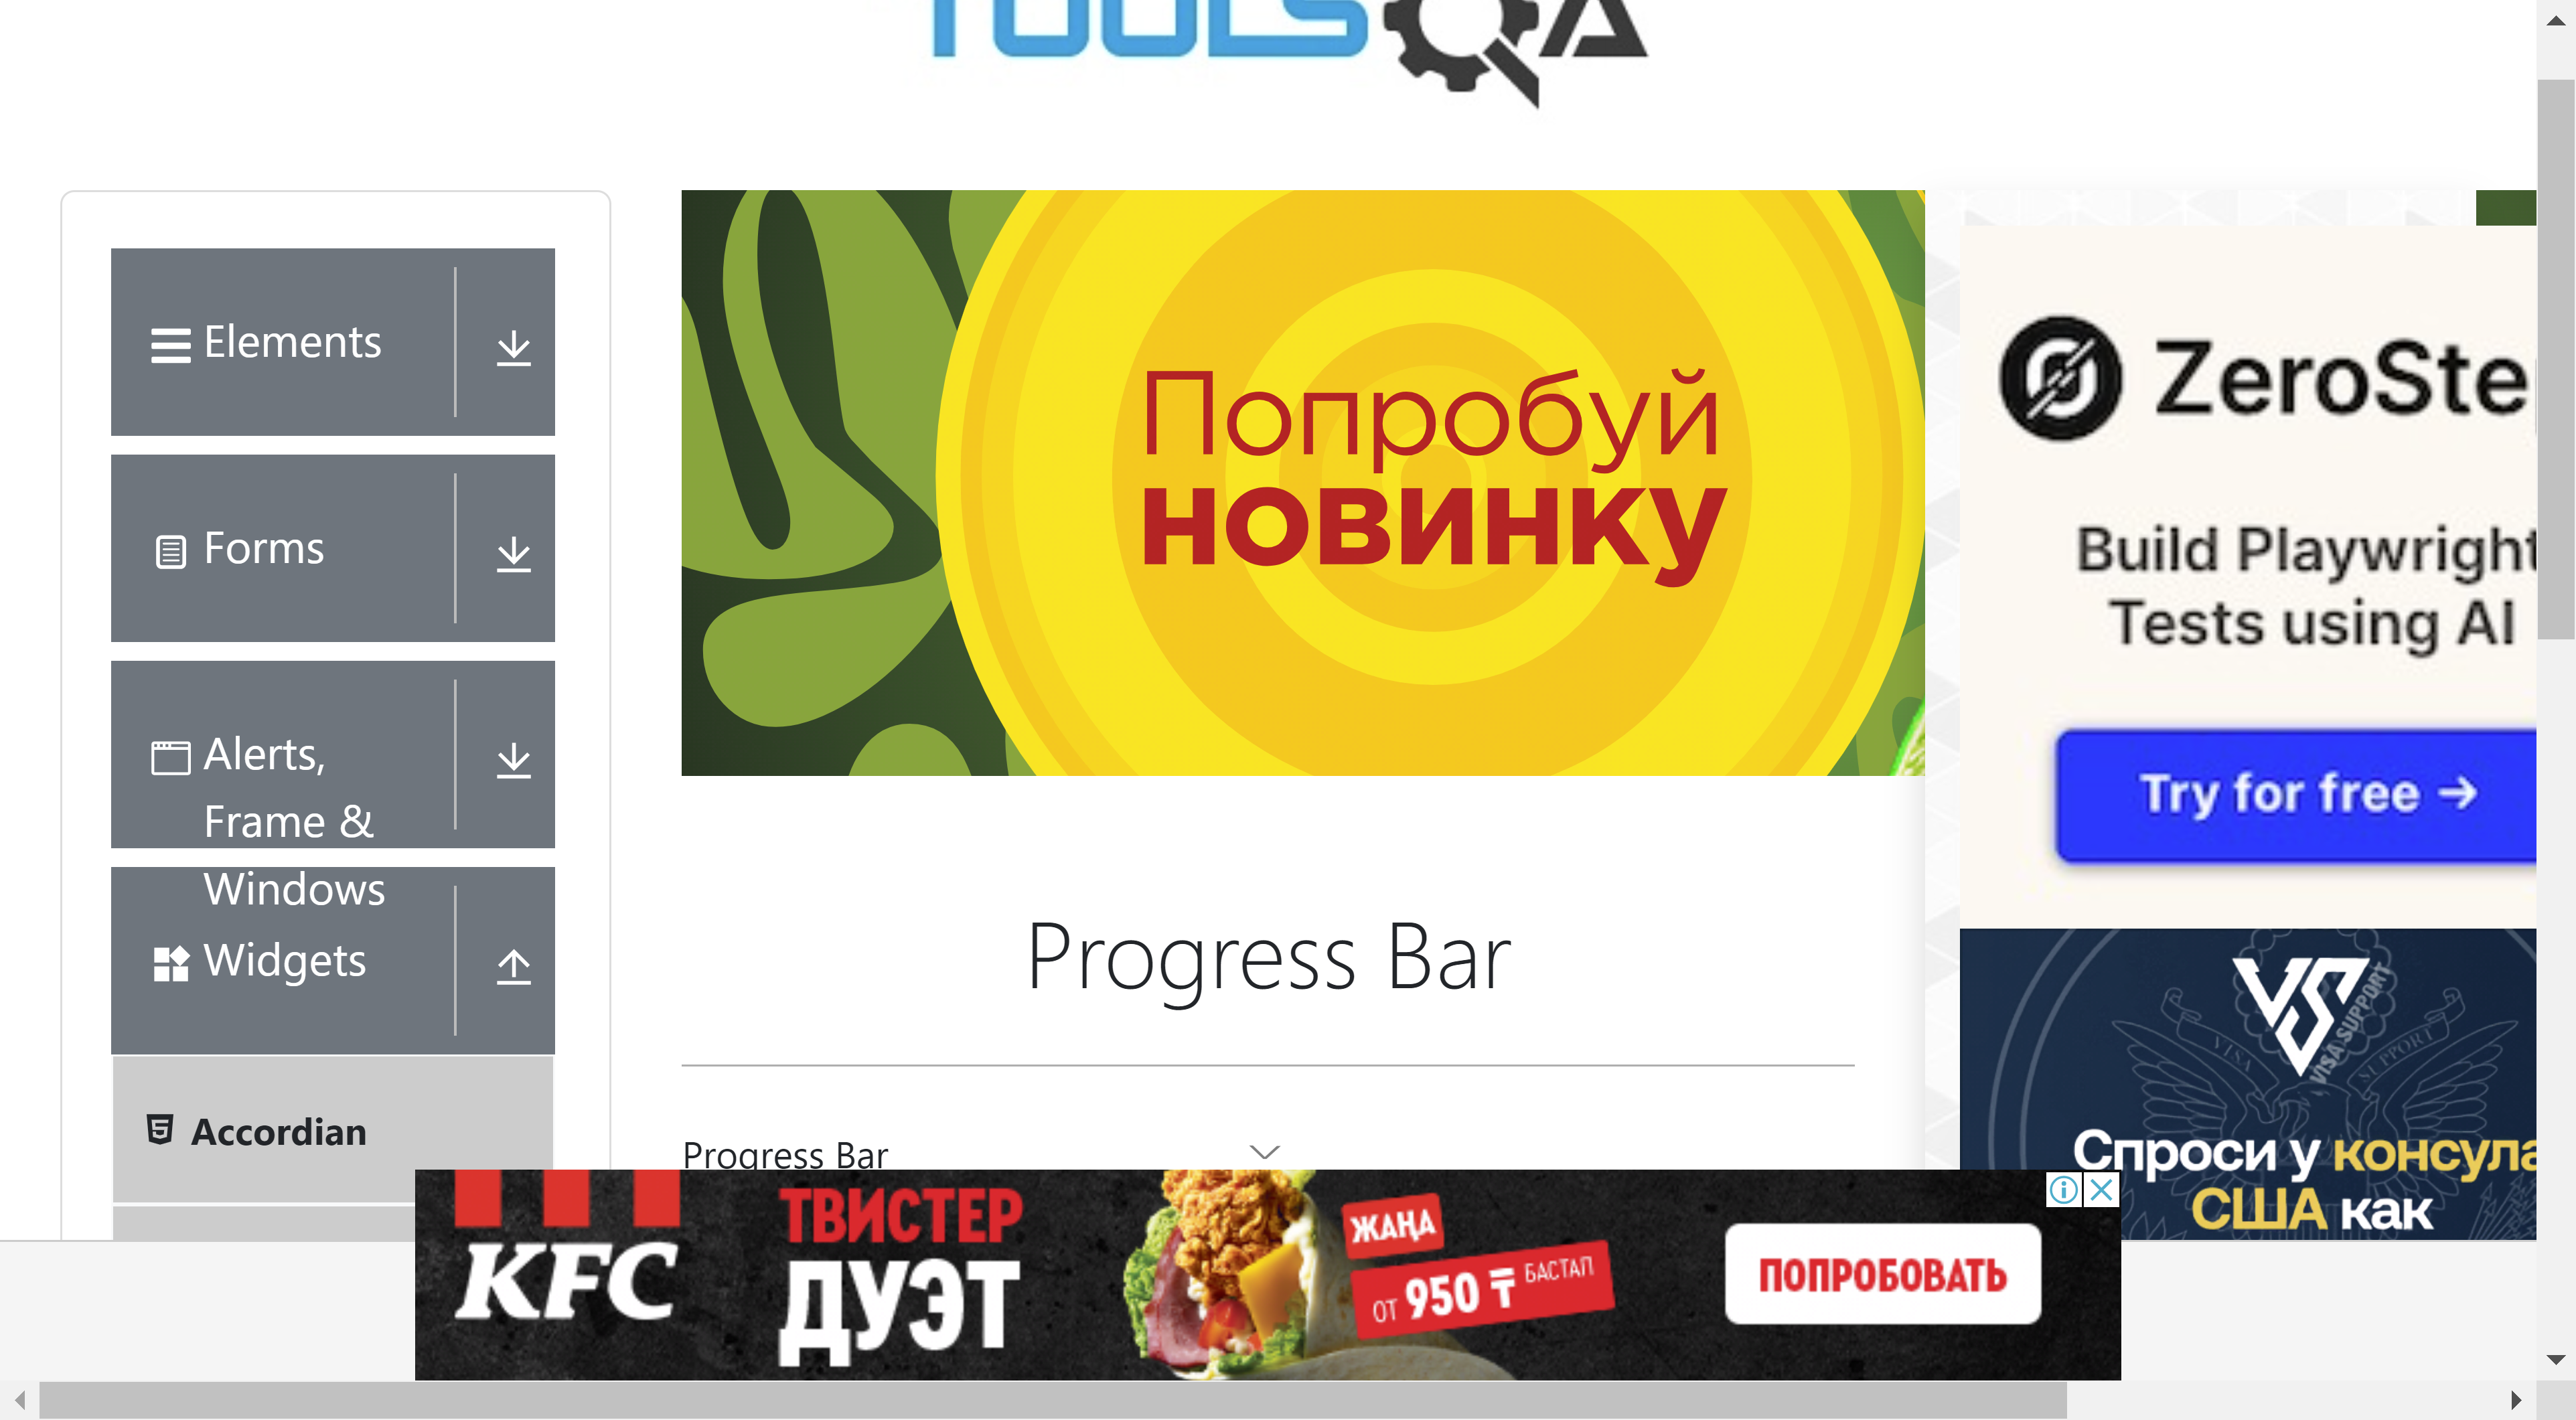 TOOLSQA
Elements
Forms
Alerts,
Frame &
Windows
Widgets
Accordian
Попробуй
новинку
Progress Bar
Progress Bar
ZeroSte
Build Playwright
Tests using AI
Try for free →
VS
VISA SUPPORT
VISA SUPPORT
Спроси у консула
США как
KFC
ТВИСТЕР
ДУЭТ
ЖАҢА
ОТ 950 ₸ БАСТАП
ПОПРОБОВАТЬ